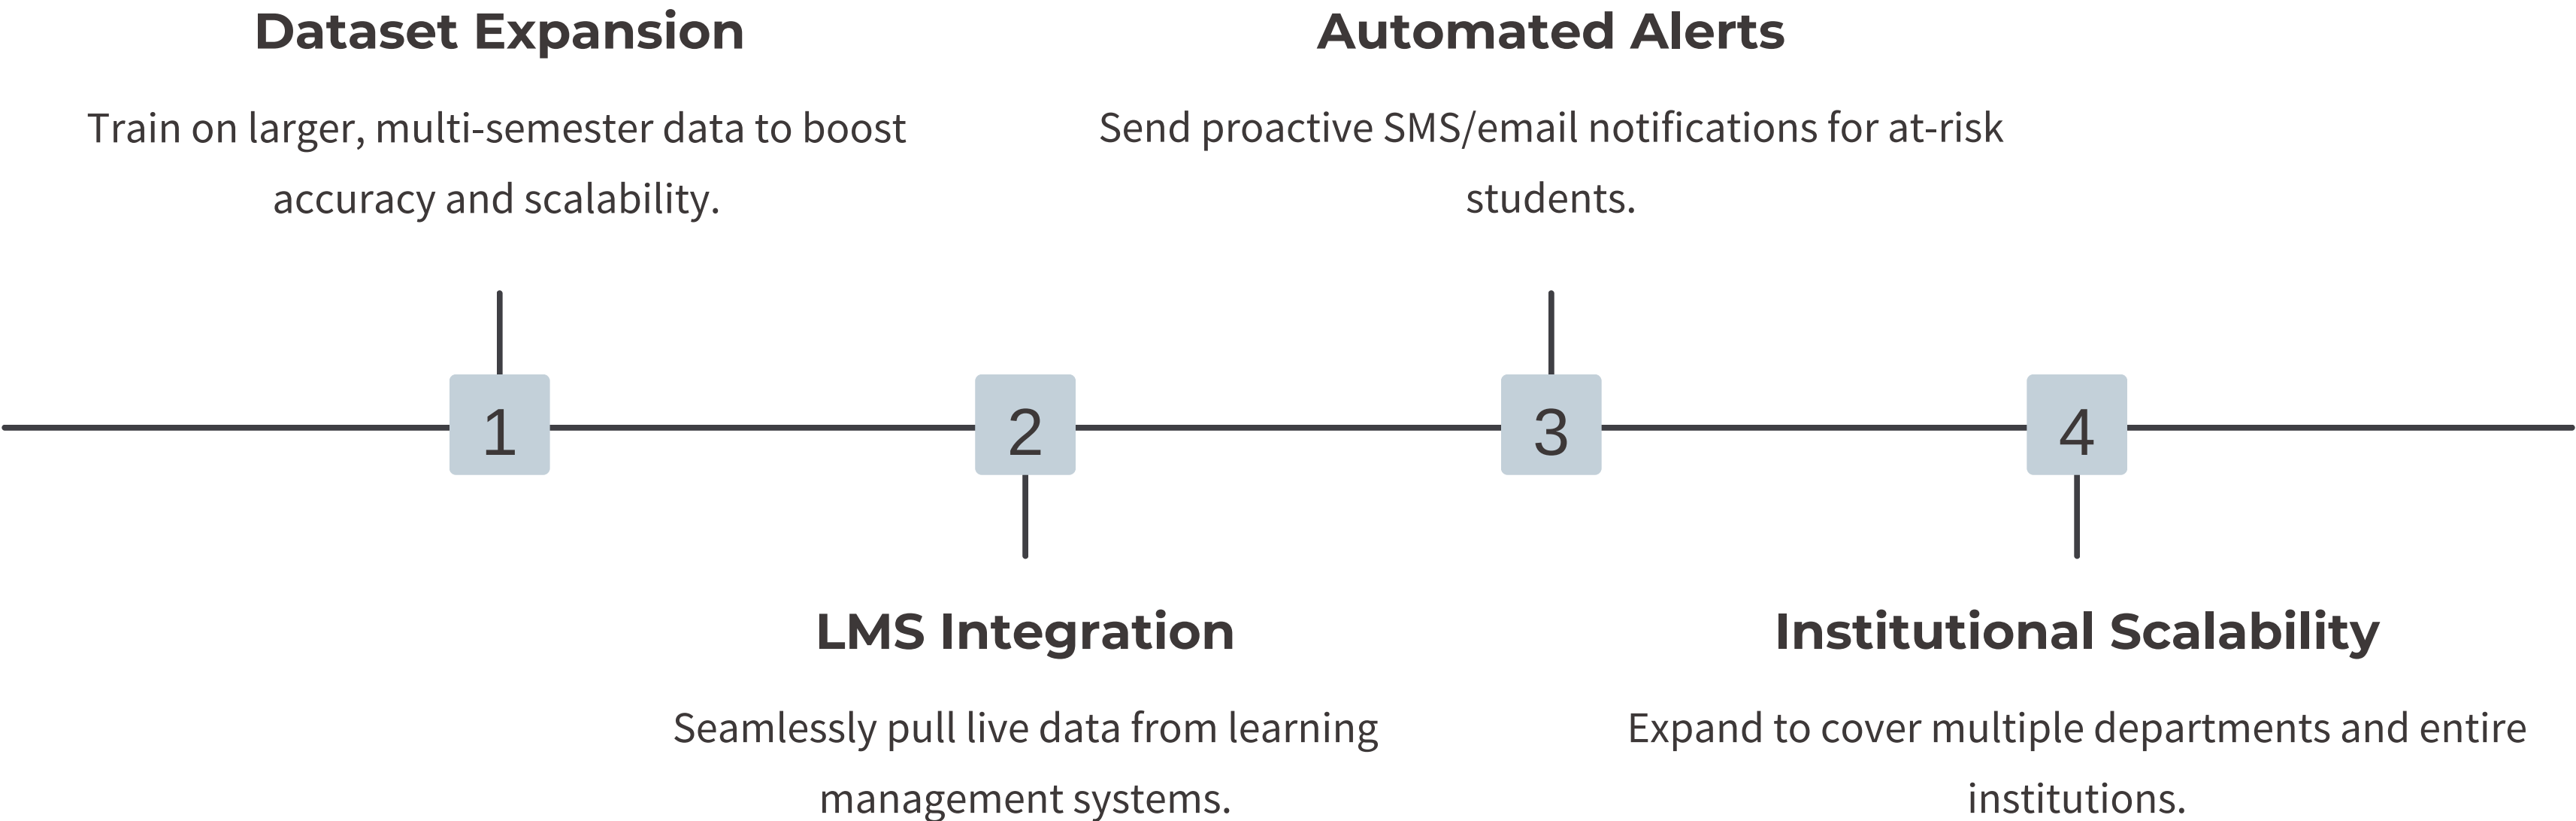 Dataset Expansion
Train on larger, multi-semester data to boost
accuracy and scalability.
Automated Alerts
Send proactive SMS/email notifications for at-risk
students.
1
2
3
4
LMS Integration
Seamlessly pull live data from learning
management systems.
Institutional Scalability
Expand to cover multiple departments and entire
institutions.